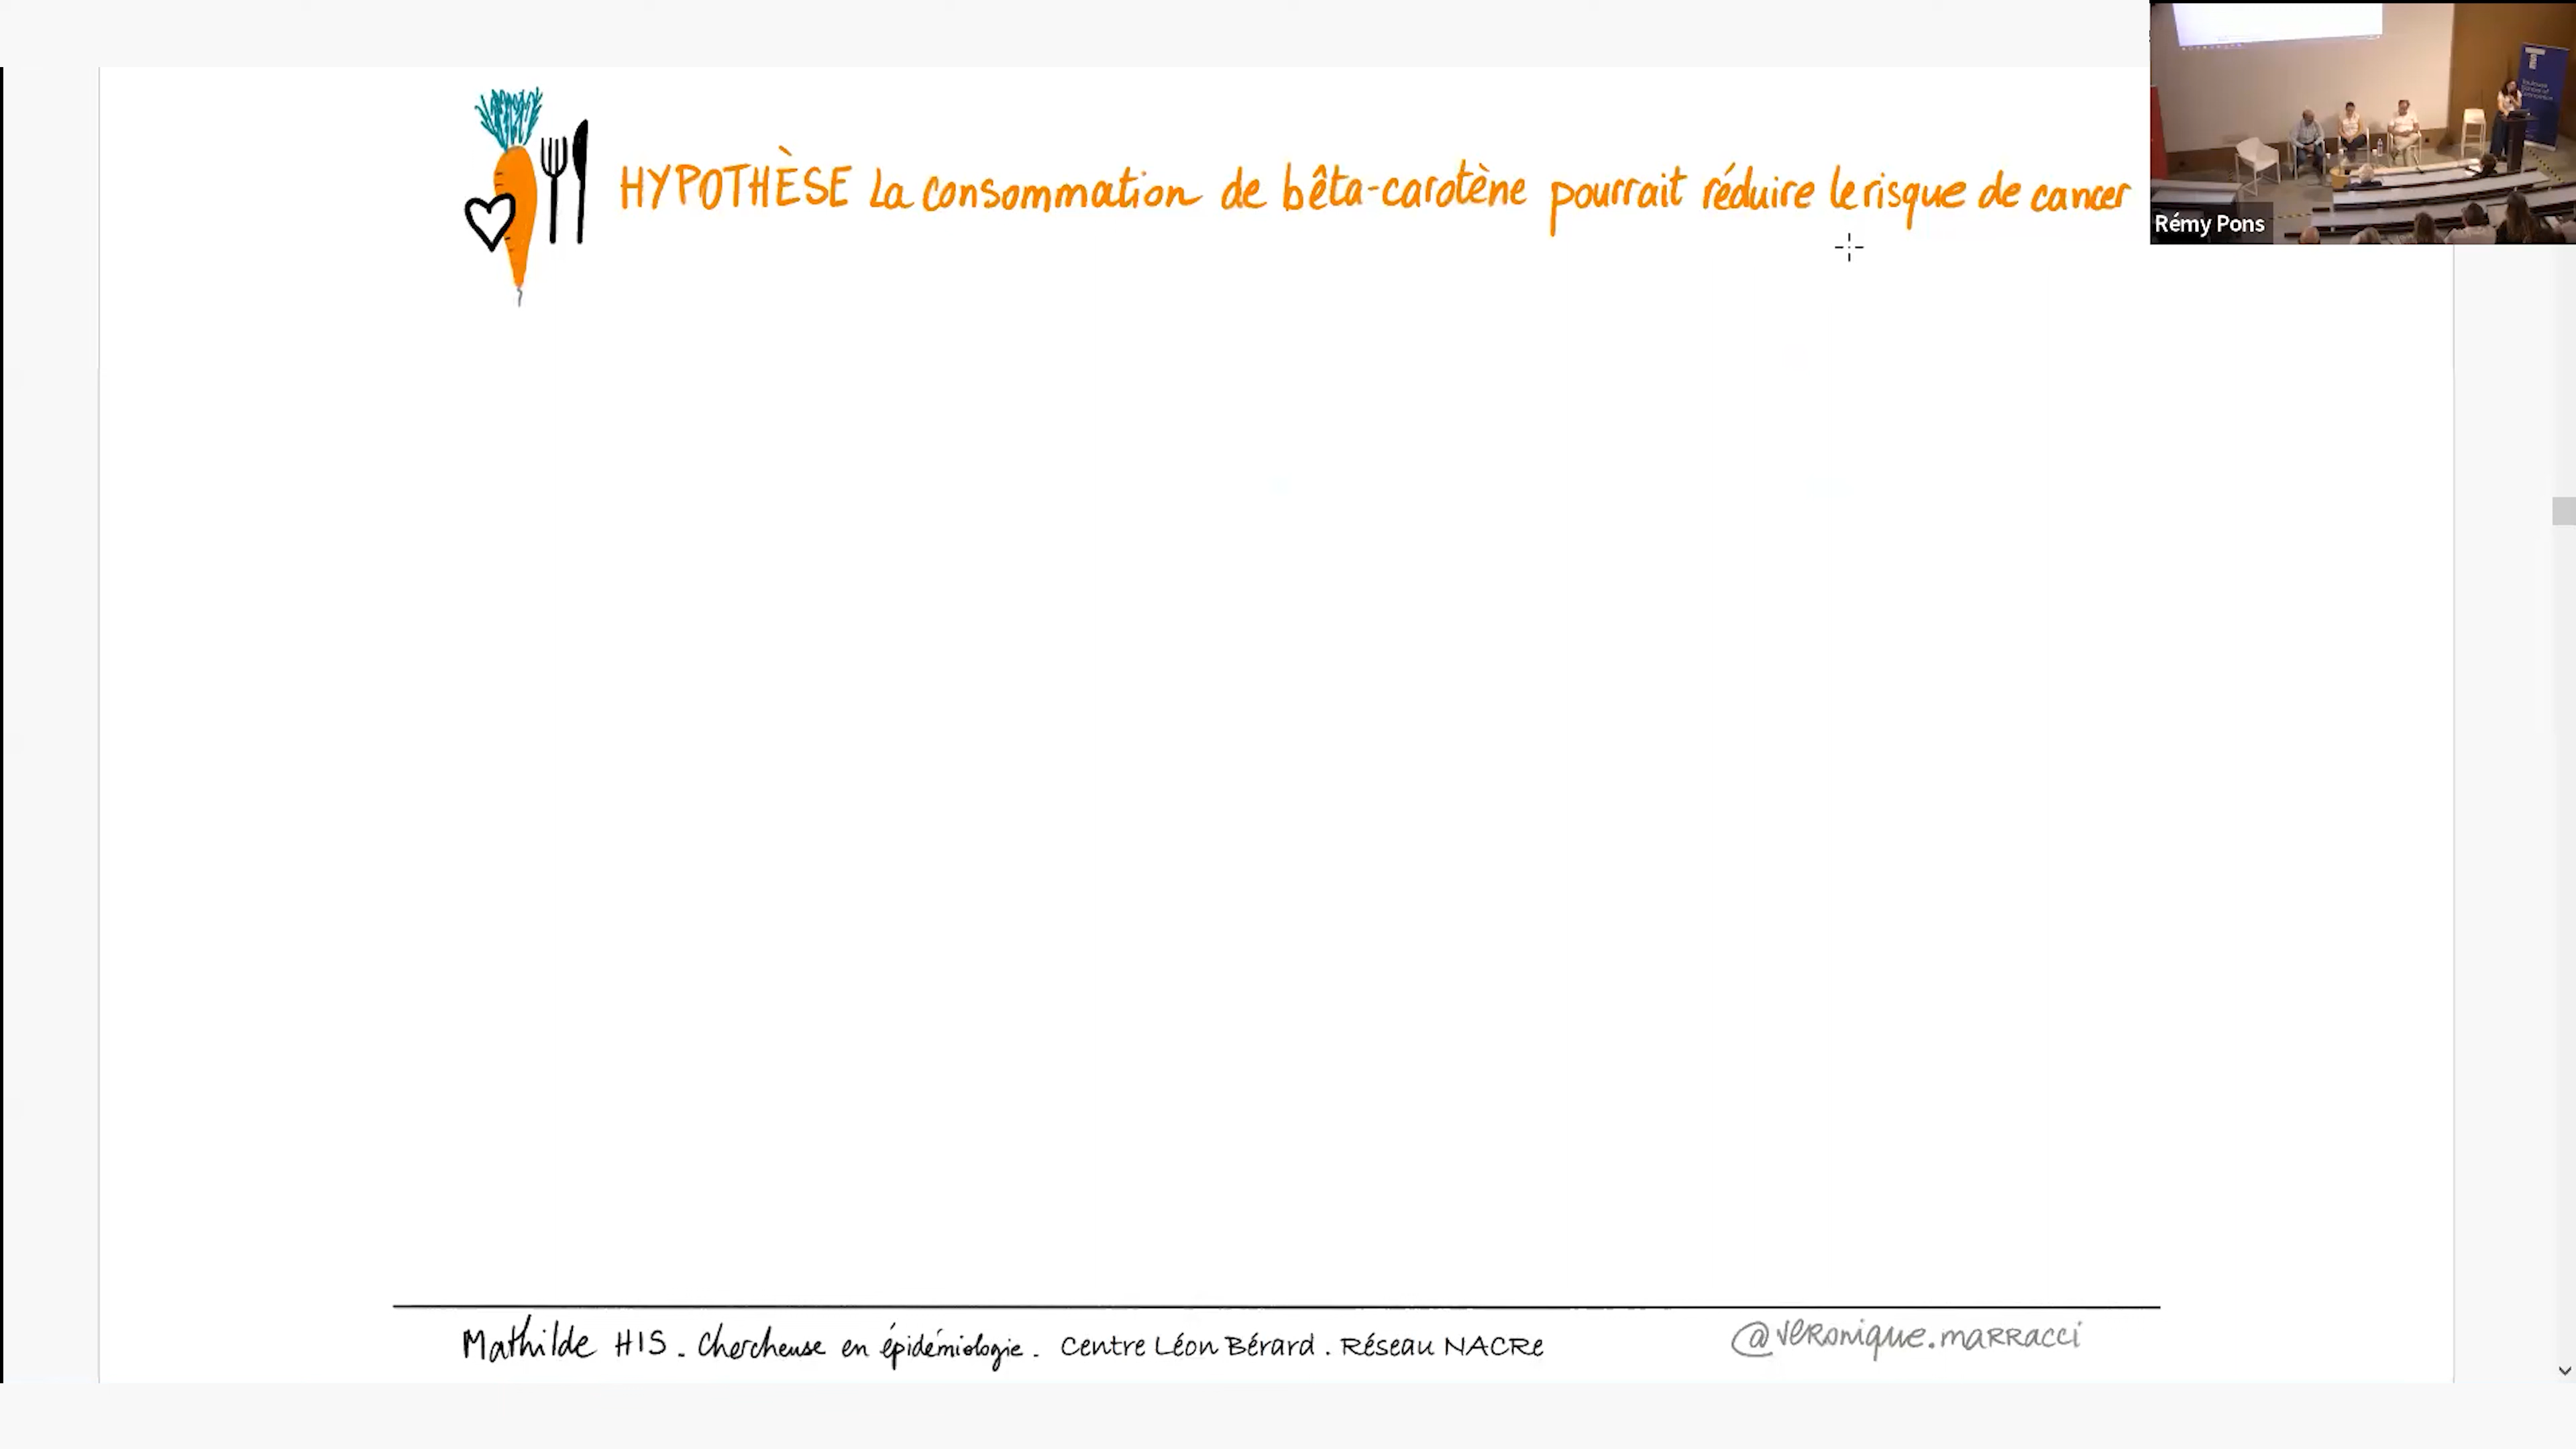 HYPOTHÈSE La consommation de bêta-carotène pourrait réduire le risque de cancer
Rémy Pons
Mathilde HIS. Chercheuse en épidémiologie. Centre Léon Bérard. Réseau NACRe
@veronique.marracci